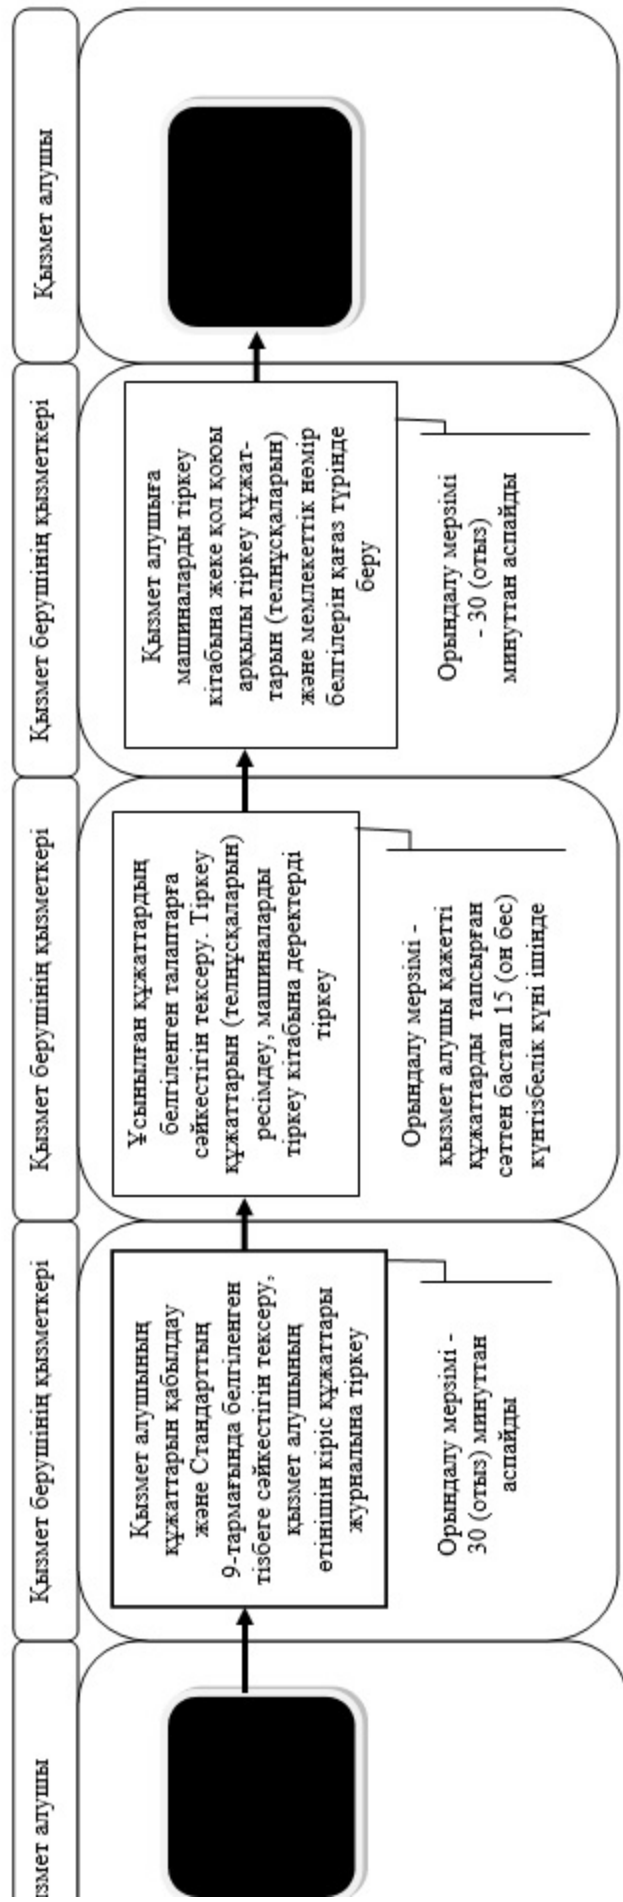 ызмет алушы
Қызмет берушінің қызметкері
Қызмет алушының
құжаттарын қабылдау
және Стандарттың
9-тармағында белгіленген
тізбеге сәйкестігін тексеру,
қызмет алушының
өтінішін кіріс құжаттары
журналына тіркеу
Орындалу мерзімі -
30 (отыз) минуттан
аспайды
Қызмет берушінің қызметкері
Ұсынылған құжаттардың
белгіленген талаптарға
сәйкестігін тексеру. Тіркеу
құжаттарын (телнұсқаларын)
ресімдеу, машиналарды
тіркеу кітабына деректерді
тіркеу
Орындалу мерзімі -
қызмет алушы қажетті
құжаттарды тапсырған
сәттен бастап 15 (он бес)
күнтізбелік күні ішінде
Қызмет берушінің қызметкері
Қызмет алушыға
машиналарды тіркеу
кітабына жеке қол қоюы
арқылы тіркеу құжат-
тарын (телнұсқаларын)
және мемлекеттік нөмір
белгілерін қағаз түрінде
беру
Орындалу мерзімі
- 30 (отыз)
минуттан аспайды
Қызмет алушы